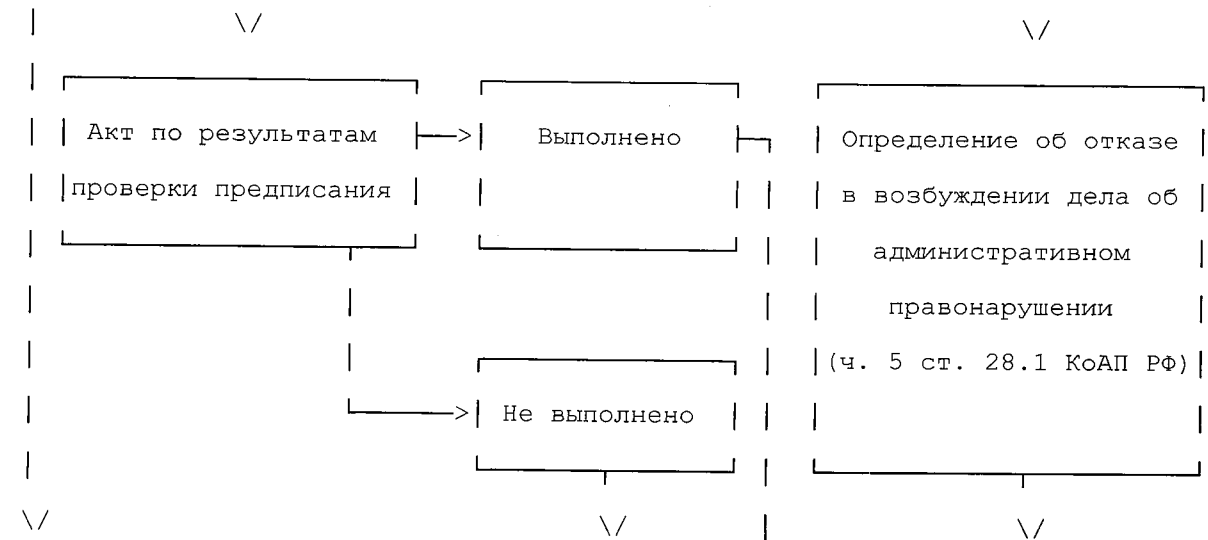 Акт по результатам
проверки предписания
Выполнено
Определение об отказе
в возбуждении дела об
административном
правонарушении
(ч. 5 ст. 28.1 КоАП РФ)
Не выполнено